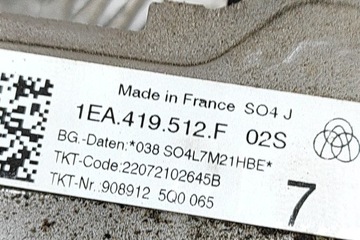 Made in France SO4 J
1EA.419.512.F 02S
BG.-Daten:*038 SO4L7M21HBE*
TKT-Code:22072102645B
TKT-Nr.:908912 5Q0 065
7